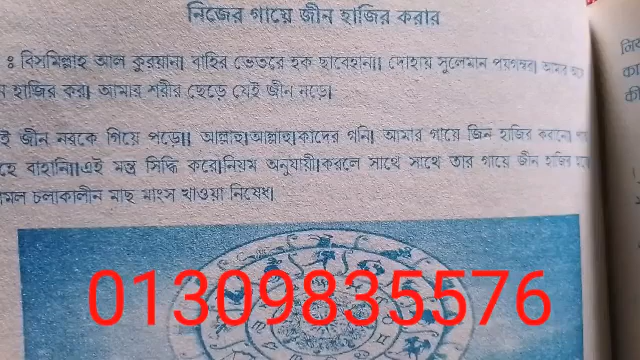 নিজের গায়ে জীন হাজির করার
ঃ বিসমিল্লাহ আল কুরয়ান। বাহির ভেতরে হক ছাবেহানা। দোহায় সুলেমান পয়গম্বর। আমার
হাজির কর। আমার শরীর ছেড়ে যেই জীন নড়ে।
ই জীন নরকে গিয়ে পড়ে।। আল্লাহু।আল্লাহু।কাদের গনি। আমার গায়ে জিন হাজির করানো
হে বাহানি।।এই মন্ত্র সিদ্ধি করে।নিয়ম অনুযায়ী।করলে সাথে সাথে তার গায়ে জীন হাজির
চলাকালীন মাছ মাংস খাওয়া নিষেধ।
কা
01309835576